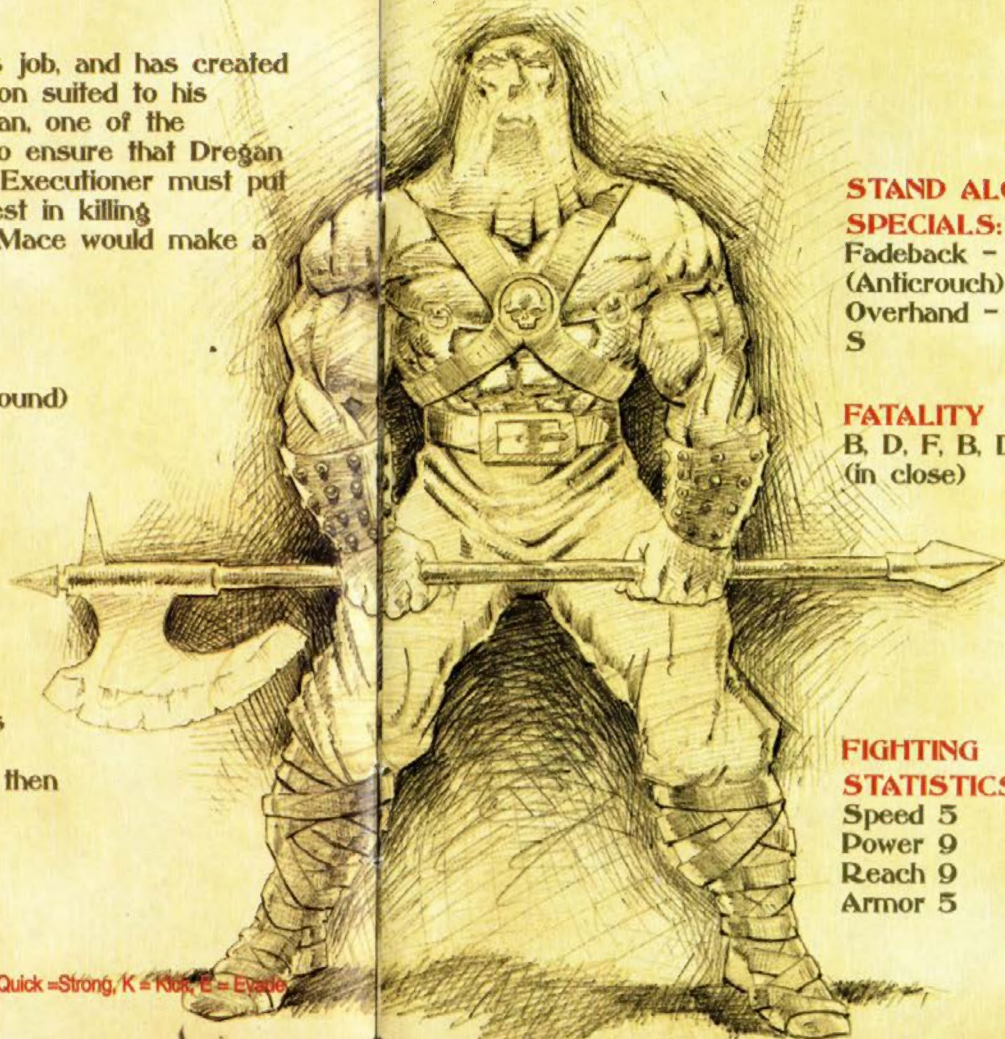 s job, and has created
on suited to his
an, one of the
o ensure that Dregan
Executioner must put
est in killing
Mace would make a
ound)
s
then
Quick =Strong, K = Kick, E = Evade
STAND ALO
SPECIALS:
Fadeback -
(Anticrouch)
Overhand -
S
FATALITY
B, D, F, B, D
(in close)
FIGHTING
STATISTICS
Speed 5
Power 9
Reach 9
Armor 5